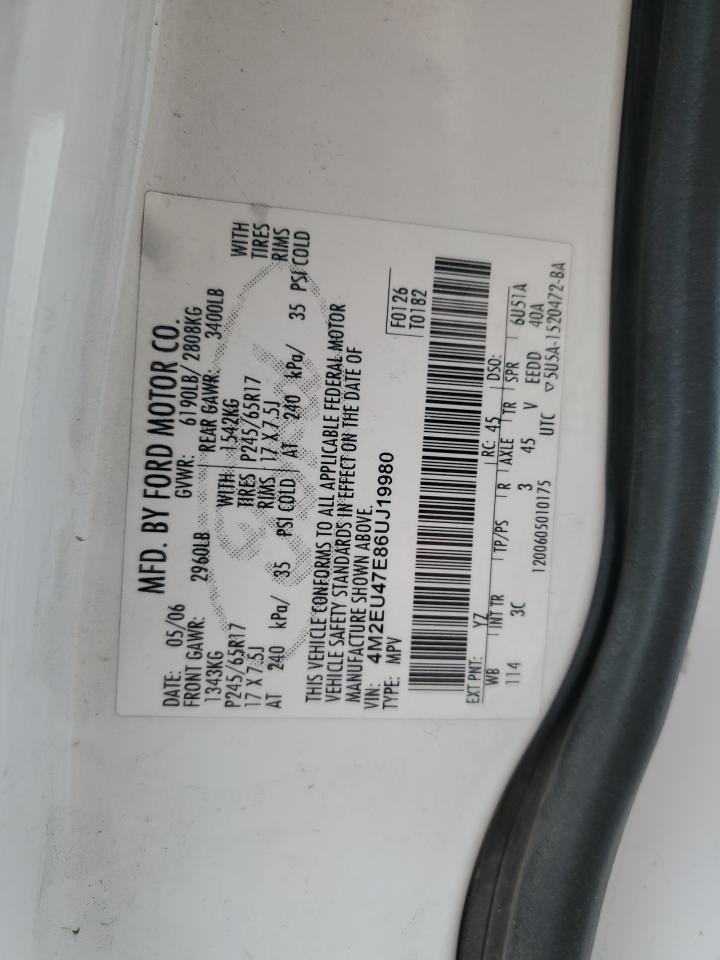 MFD. BY FORD MOTOR CO.
DATE: 05/06 GVWR: 6190LB/ 2808KG
FRONT GAWR: 2960LB REAR GAWR: 3400LB
1343KG WITH 1542KG WITH
P245/65R17 TIRES P245/65R17 TIRES
17 X 7.5J RIMS 17 X 7.5J RIMS
AT 240 kPa/ 35 PSI COLD AT 240 kPa/ 35 PSI COLD
THIS VEHICLE CONFORMS TO ALL APPLICABLE FEDERAL MOTOR
VEHICLE SAFETY STANDARDS IN EFFECT ON THE DATE OF
MANUFACTURE SHOWN ABOVE.
VIN: 4M2EU47E86UJ19980 F0126
TYPE: MPV T0182
EXT PNT: YZ RC: 45 DSO:
WB INT TR TP/PS R AXLE TR SPR 6U51A
114 3C 3 45 V EEDD 40A
1200605010175 UTC ▽5U5A-1520472-BA